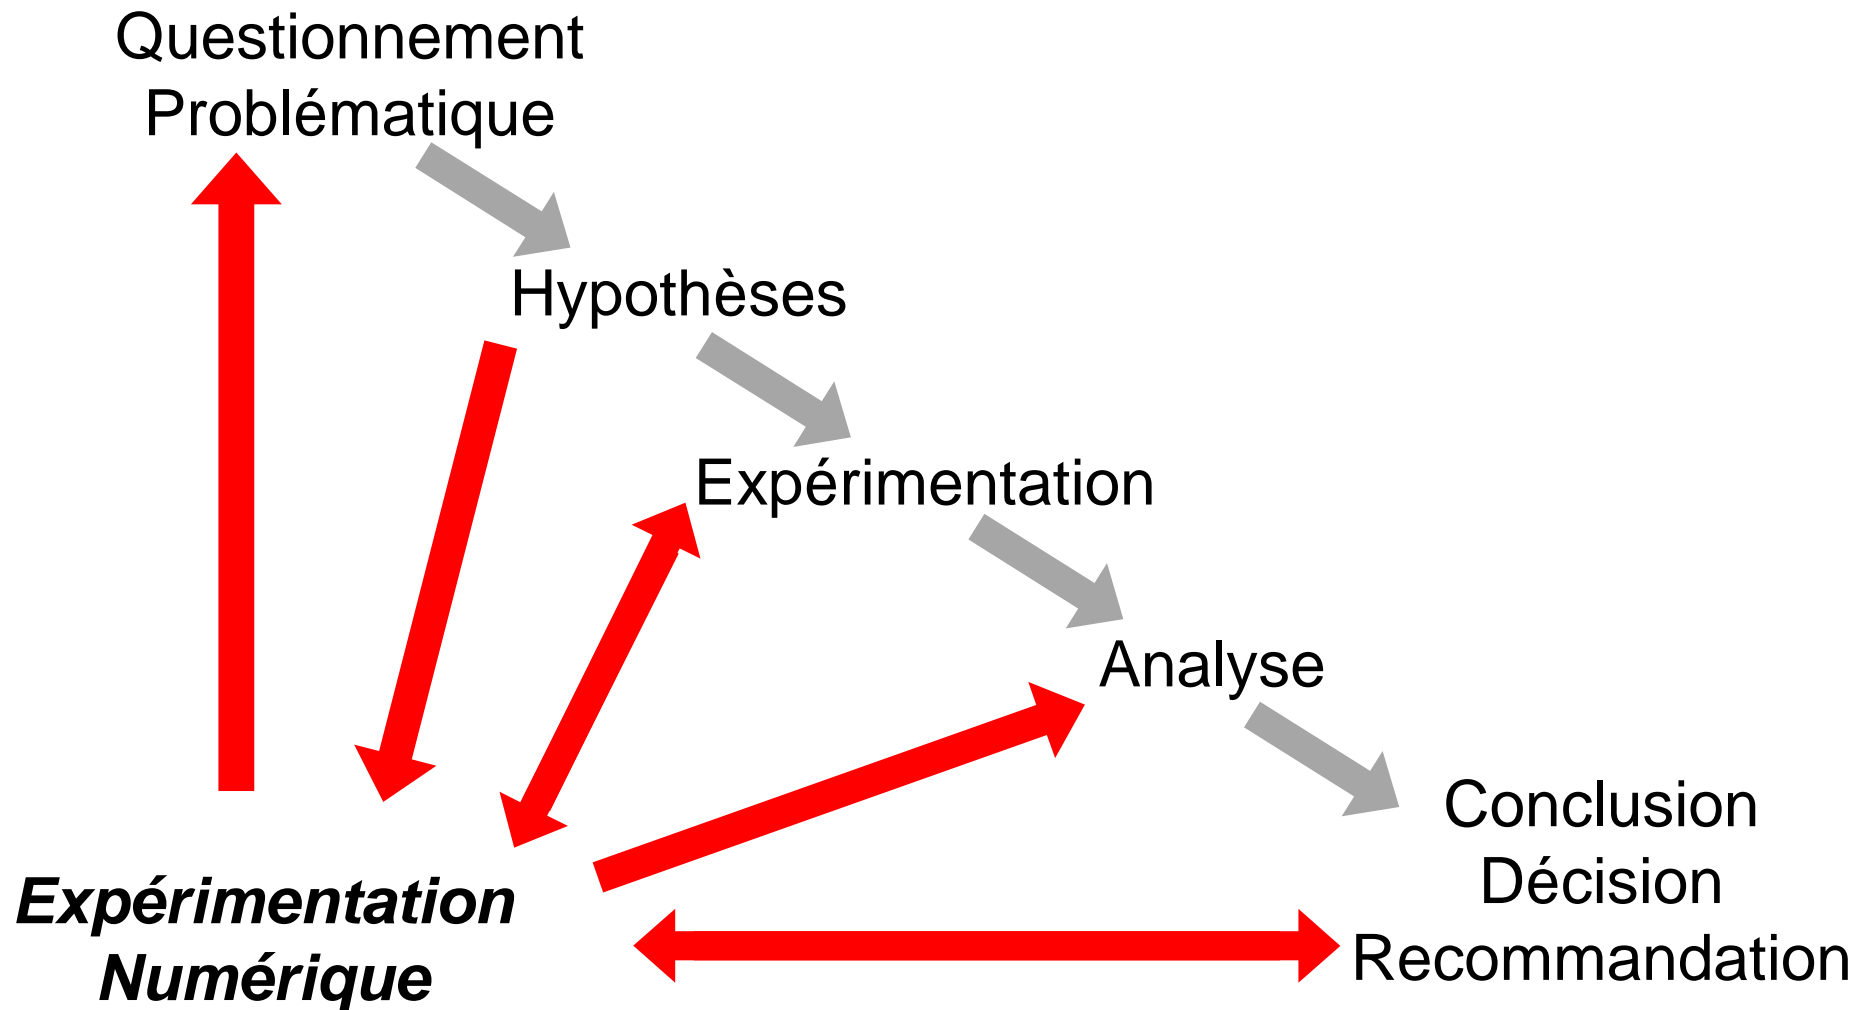 Questionnement
Problématique
Hypothèses
Expérimentation
Analyse
Conclusion
Décision
Recommandation
Expérimentation
Numérique